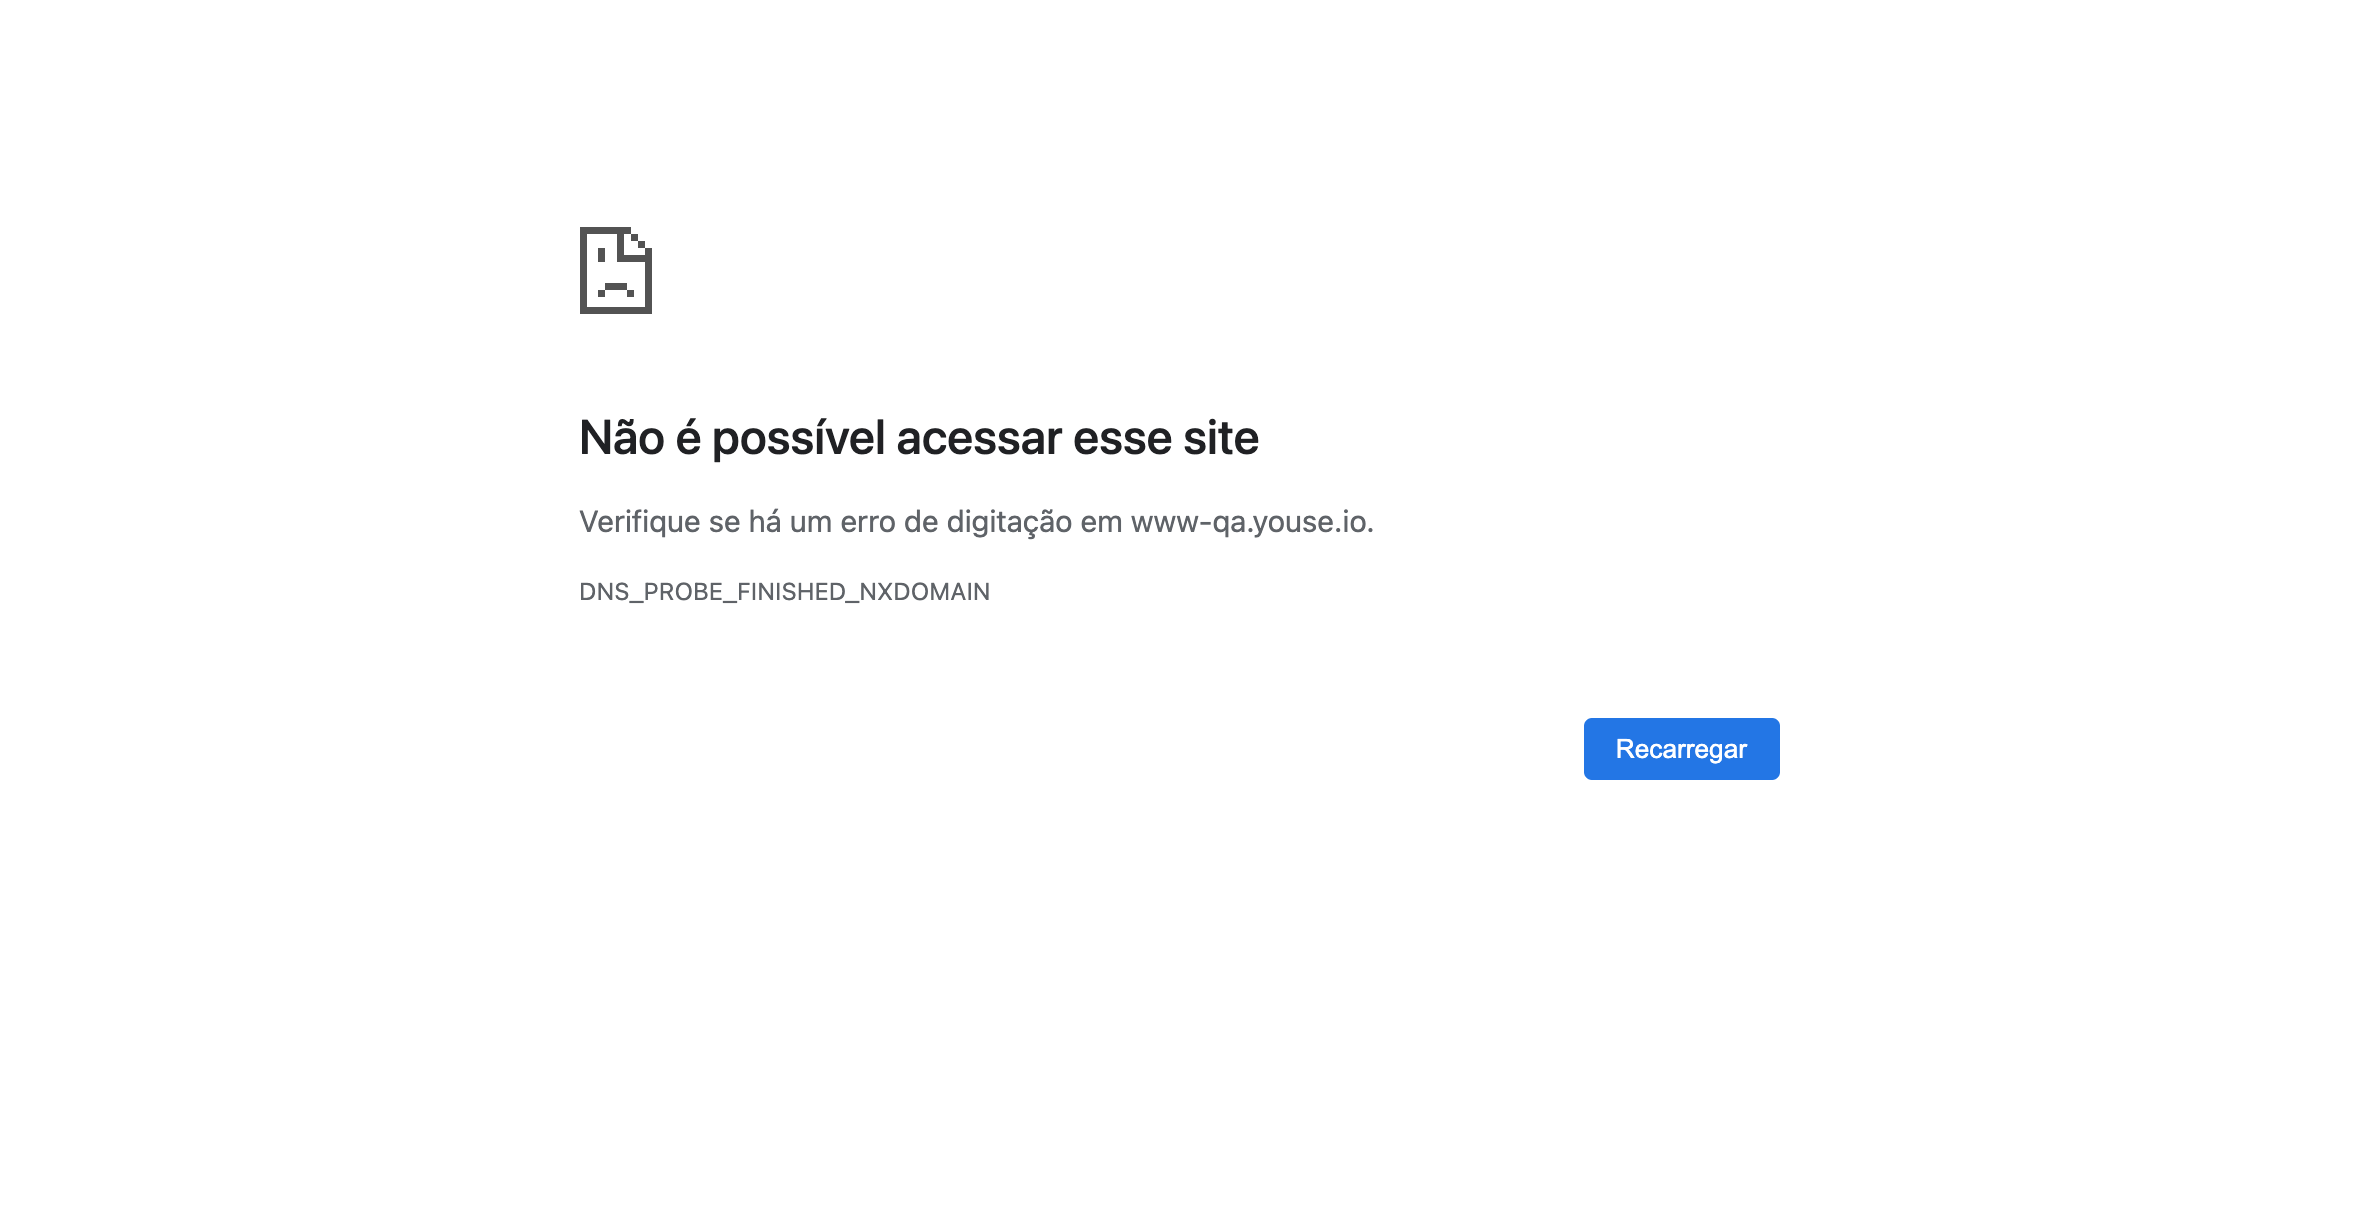 Não é possível acessar esse site
Verifique se há um erro de digitação em www-qa.youse.io.
DNS_PROBE_FINISHED_NXDOMAIN
Recarregar